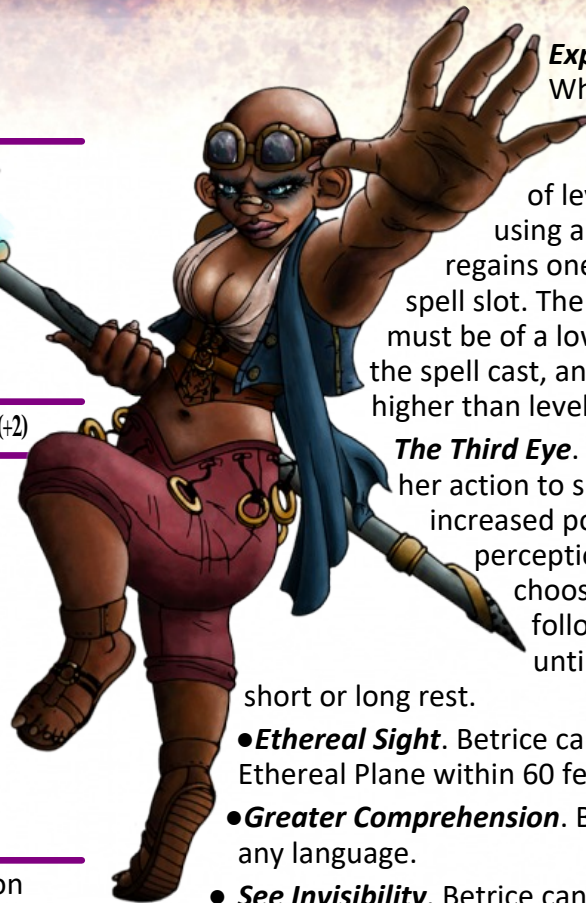 (+2)
on
Wh
of lev
using a
regains one
spell slot. The
must be of a lov
the spell cast, an
higher than level
The Third Eye.
her action to s
increased po
perceptio
choos
follo
unti
short or long rest.
●Ethereal Sight. Betrice ca
Ethereal Plane within 60 fe
●Greater Comprehension. B
any language.
● See Invisibility. Betrice can